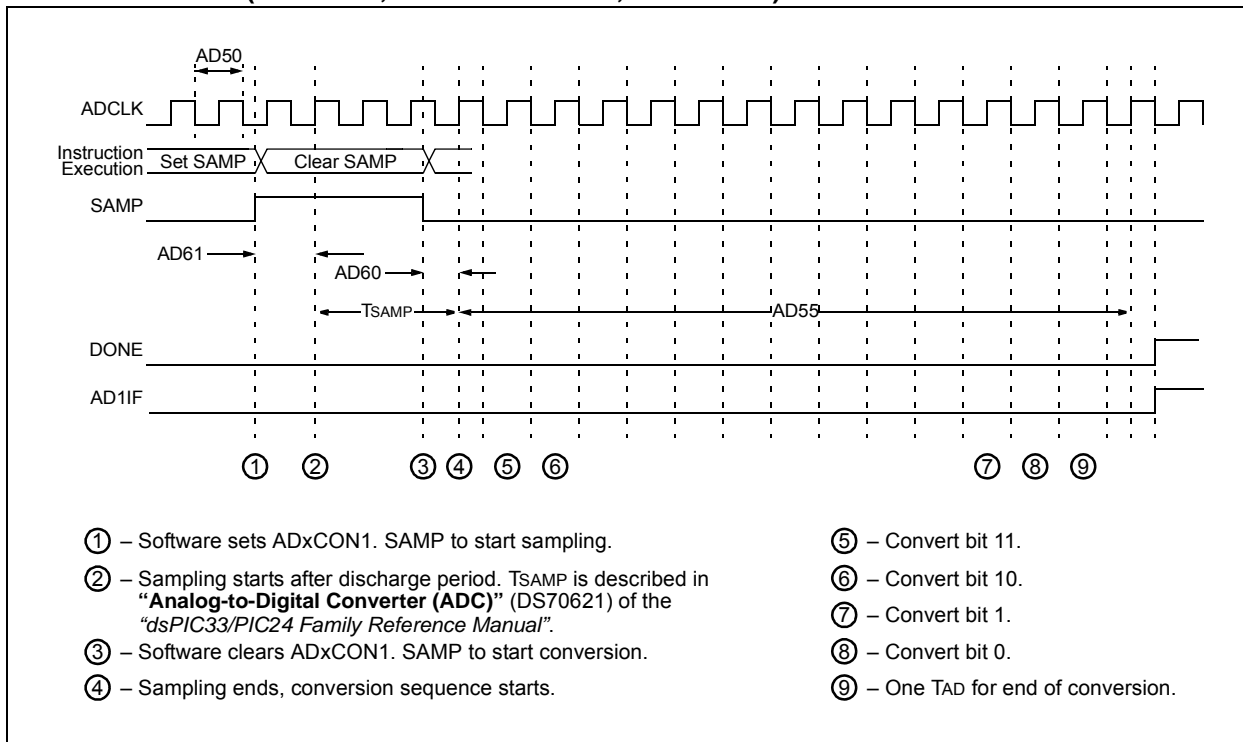 AD50
ADCLK
Instruction
Execution
Set SAMP
Clear SAMP
SAMP
AD61
AD60
TSAMP
AD55
DONE
AD1IF
① ② ③ ④ ⑤ ⑥ ⑦ ⑧ ⑨
① – Software sets ADxCON1. SAMP to start sampling.
② – Sampling starts after discharge period. TSAMP is described in
“Analog-to-Digital Converter (ADC)” (DS70621) of the
“dsPIC33/PIC24 Family Reference Manual”.
③ – Software clears ADxCON1. SAMP to start conversion.
④ – Sampling ends, conversion sequence starts.
⑤ – Convert bit 11.
⑥ – Convert bit 10.
⑦ – Convert bit 1.
⑧ – Convert bit 0.
⑨ – One TAD for end of conversion.